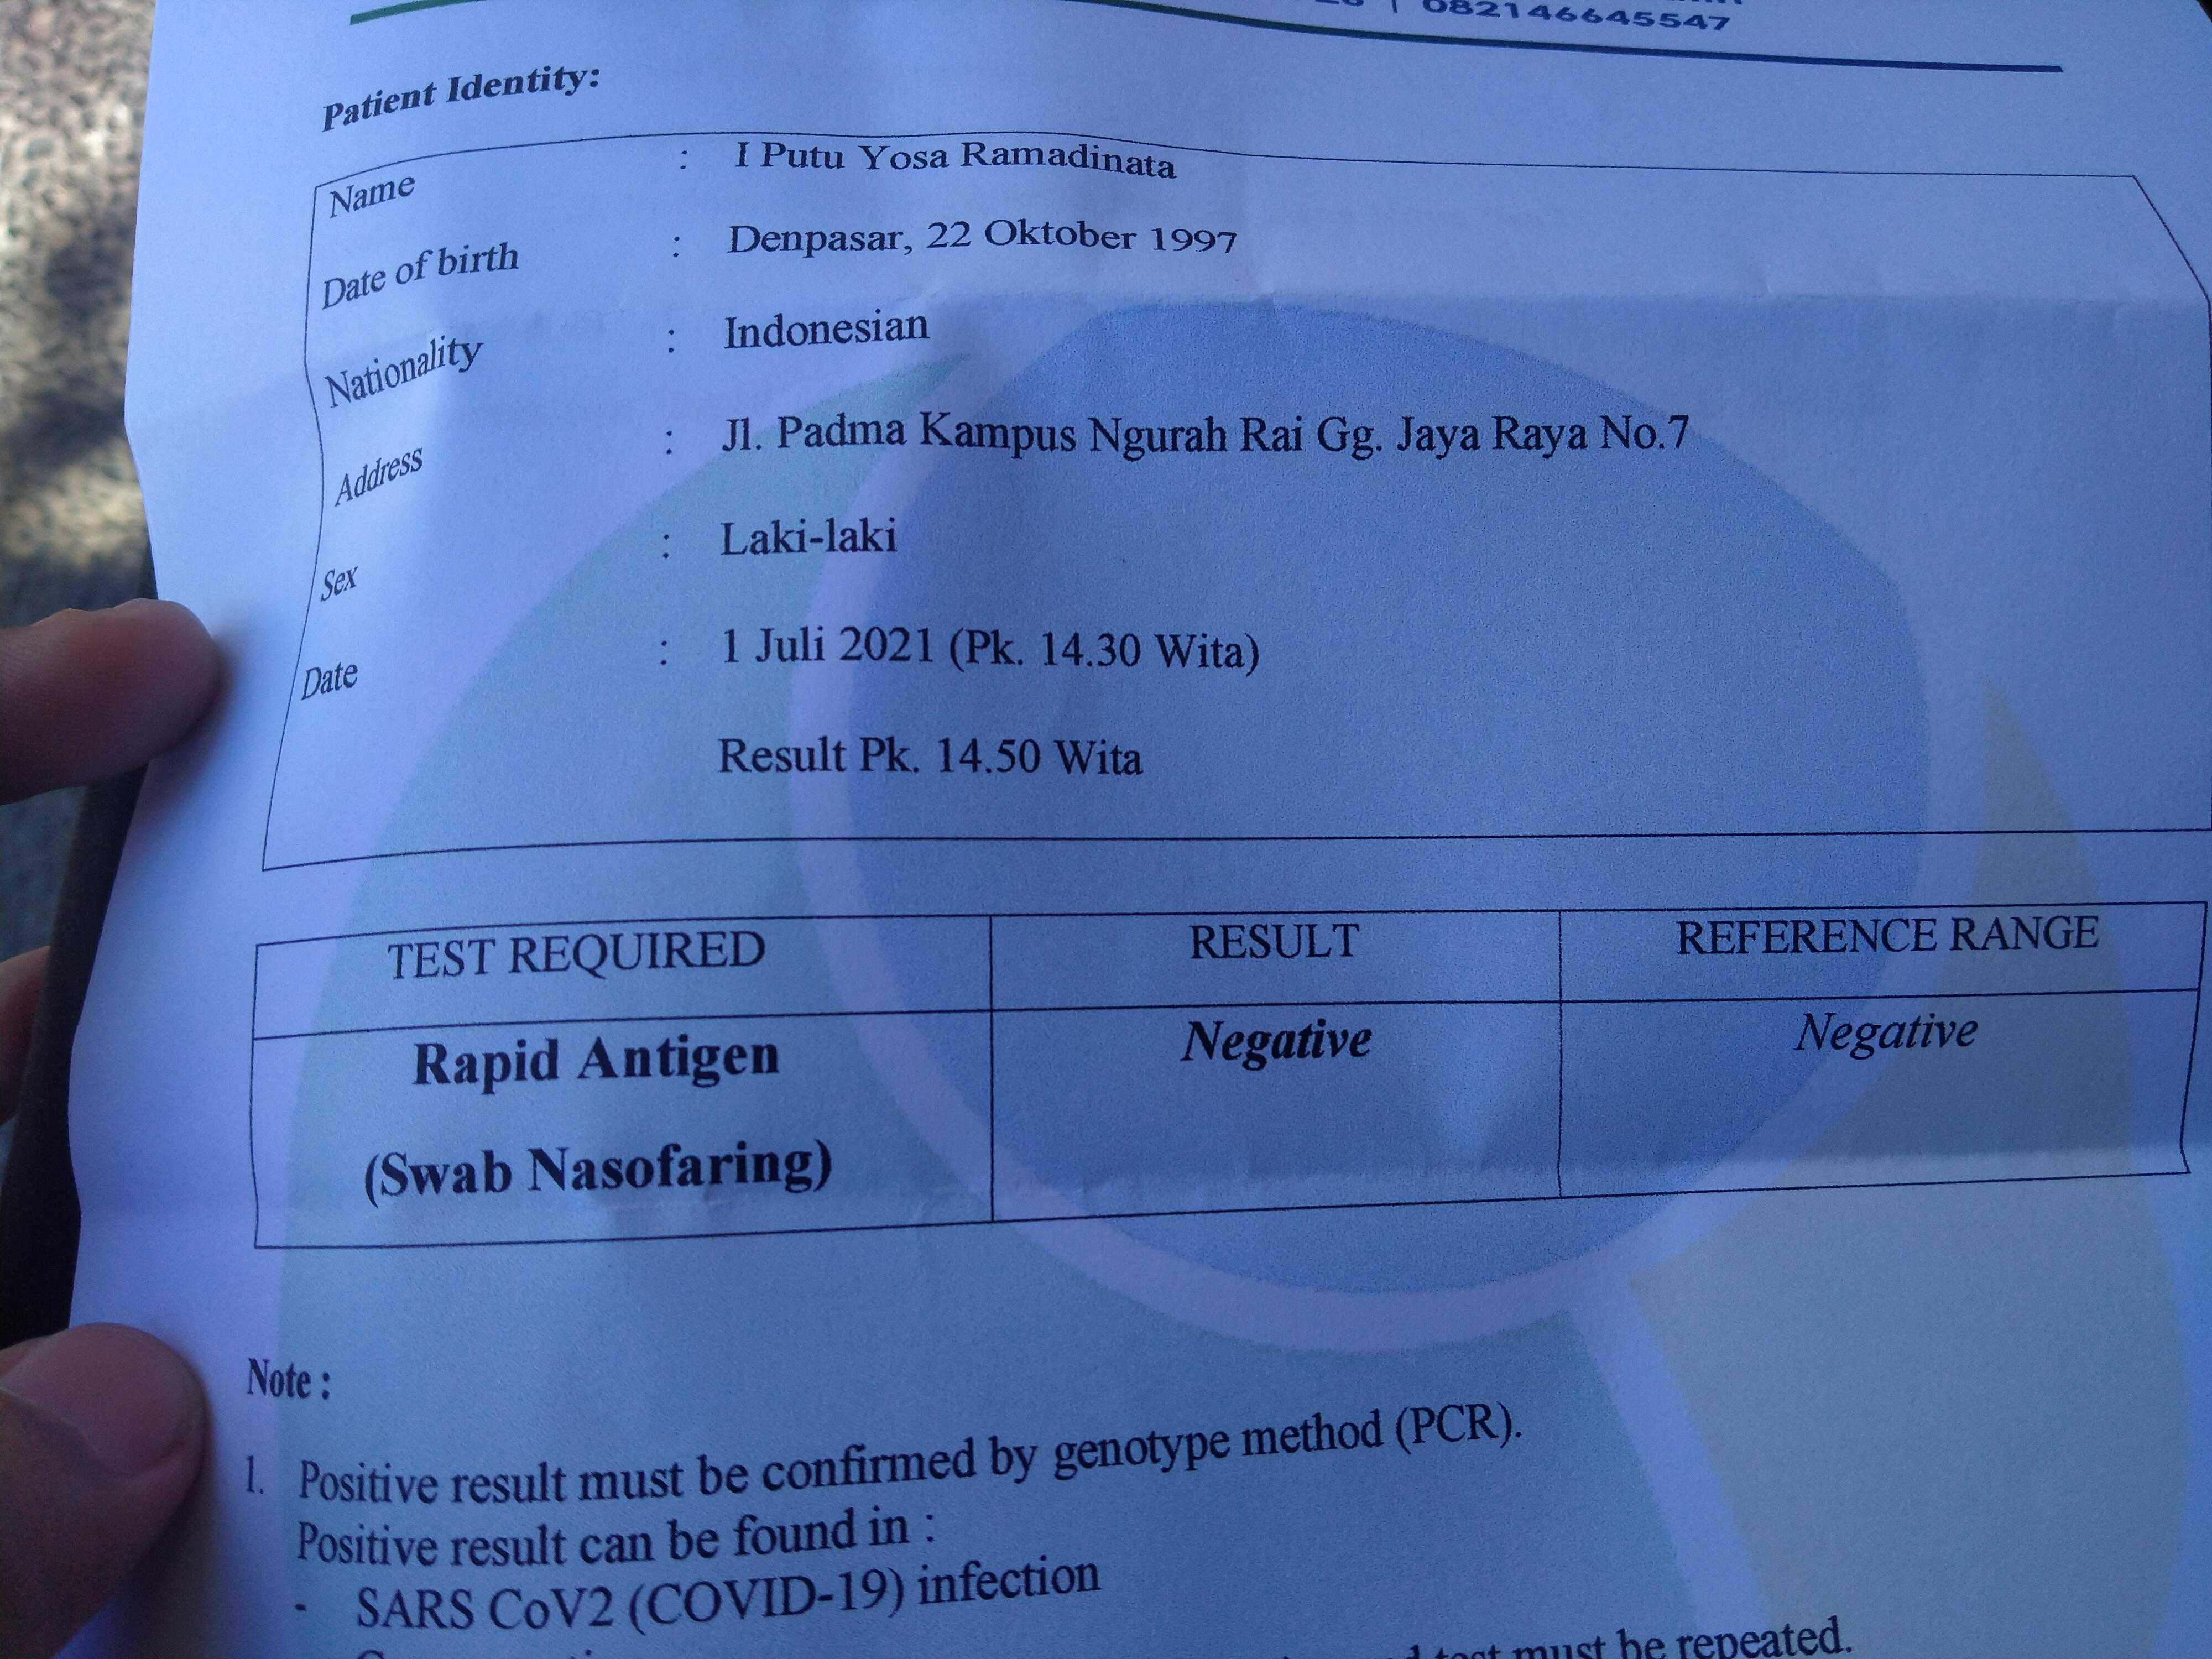 082146645547
Patient Identity:
Name : I Putu Yosa Ramadinata
Date of birth : Denpasar, 22 Oktober 1997
Nationality : Indonesian
Address : Jl. Padma Kampus Ngurah Rai Gg. Jaya Raya No.7
Sex : Laki-laki
Date : 1 Juli 2021 (Pk. 14.30 Wita)
Result Pk. 14.50 Wita
TEST REQUIRED RESULT REFERENCE RANGE
Rapid Antigen Negative Negative
(Swab Nasofaring)
Note :
1. Positive result must be confirmed by genotype method (PCR).
Positive result can be found in :
- SARS CoV2 (COVID-19) infection
test must be repeated.